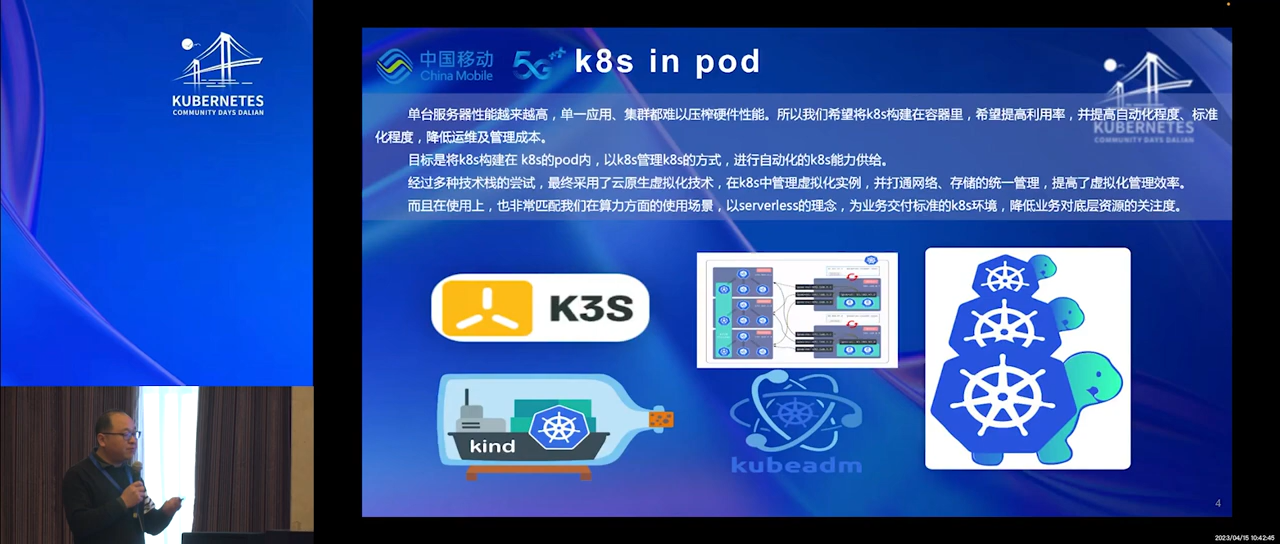 KUBERNETES
COMMUNITY DAYS DALIAN
中国移动
China Mobile
5G++
k8s in pod
KUBERNETES
COMMUNITY DAYS DALIAN
单台服务器性能越来越高，单一应用、集群都难以压榨硬件性能。所以我们希望将k8s构建在容器里，希望提高利用率，并提高自动化程度、标准
化程度，降低运维及管理成本。
目标是将k8s构建在 k8s的pod内，以k8s管理k8s的方式，进行自动化的k8s能力供给。
经过多种技术栈的尝试，最终采用了云原生虚拟化技术，在k8s中管理虚拟化实例，并打通网络、存储的统一管理，提高了虚拟化管理效率。
而且在使用上，也非常匹配我们在算力方面的使用场景，以serverless的理念，为业务交付标准的k8s环境，降低业务对底层资源的关注度。
K3S
kind
kubeadm
4
2023/04/15 10:42:45